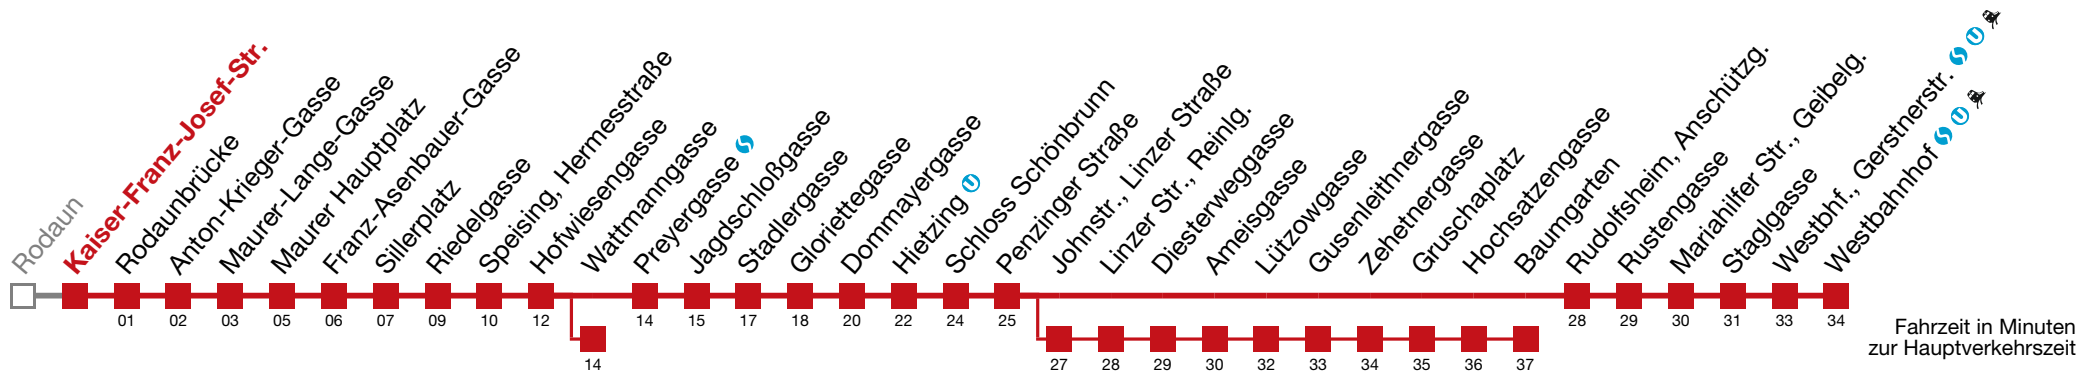 Rodaun
Kaiser-Franz-Josef-Str.
Rodaunbrücke
Anton-Krieger-Gasse
Maurer-Lange-Gasse
Maurer Hauptplatz
Franz-Asenbauer-Gasse
Sillerplatz
Riedelgasse
Speising, Hermesstraße
Hofwiesengasse
Wattmanngasse
Preyergasse
Jagdschloßgasse
Stadlergasse
Gloriettegasse
Dommayergasse
Hietzing U
Schloss Schönbrunn
Penzinger Straße
Johnstr., Linzer Straße
Linzer Str., Reinlg.
Diesterweggasse
Ameisgasse
Lützowgasse
Gusenleithnergasse
Zehetnergasse
Gruschaplatz
Hochsatzengasse
Baumgarten
Rudolfsheim, Anschützg.
Rustengasse
Mariahilfer Str., Geibelg.
Staglgasse
Westbhf., Gerstnerstr. U
Westbahnhof U
01 02 03 05 06 07 09 10 12 14 15 17 18 20 22 24 25 28 29 30 31 33 34
14 27 28 29 30 32 33 34 35 36 37
Fahrzeit in Minuten
zur Hauptverkehrszeit